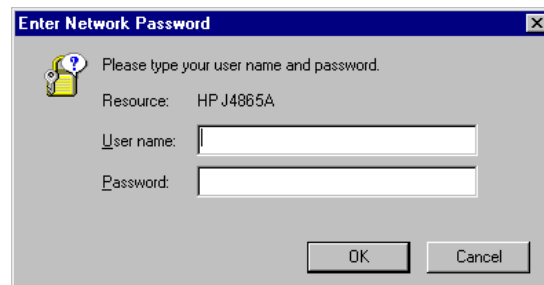 Enter Network Password
Please type your user name and password.
Resource: HP J4865A
User name:
Password:
OK Cancel